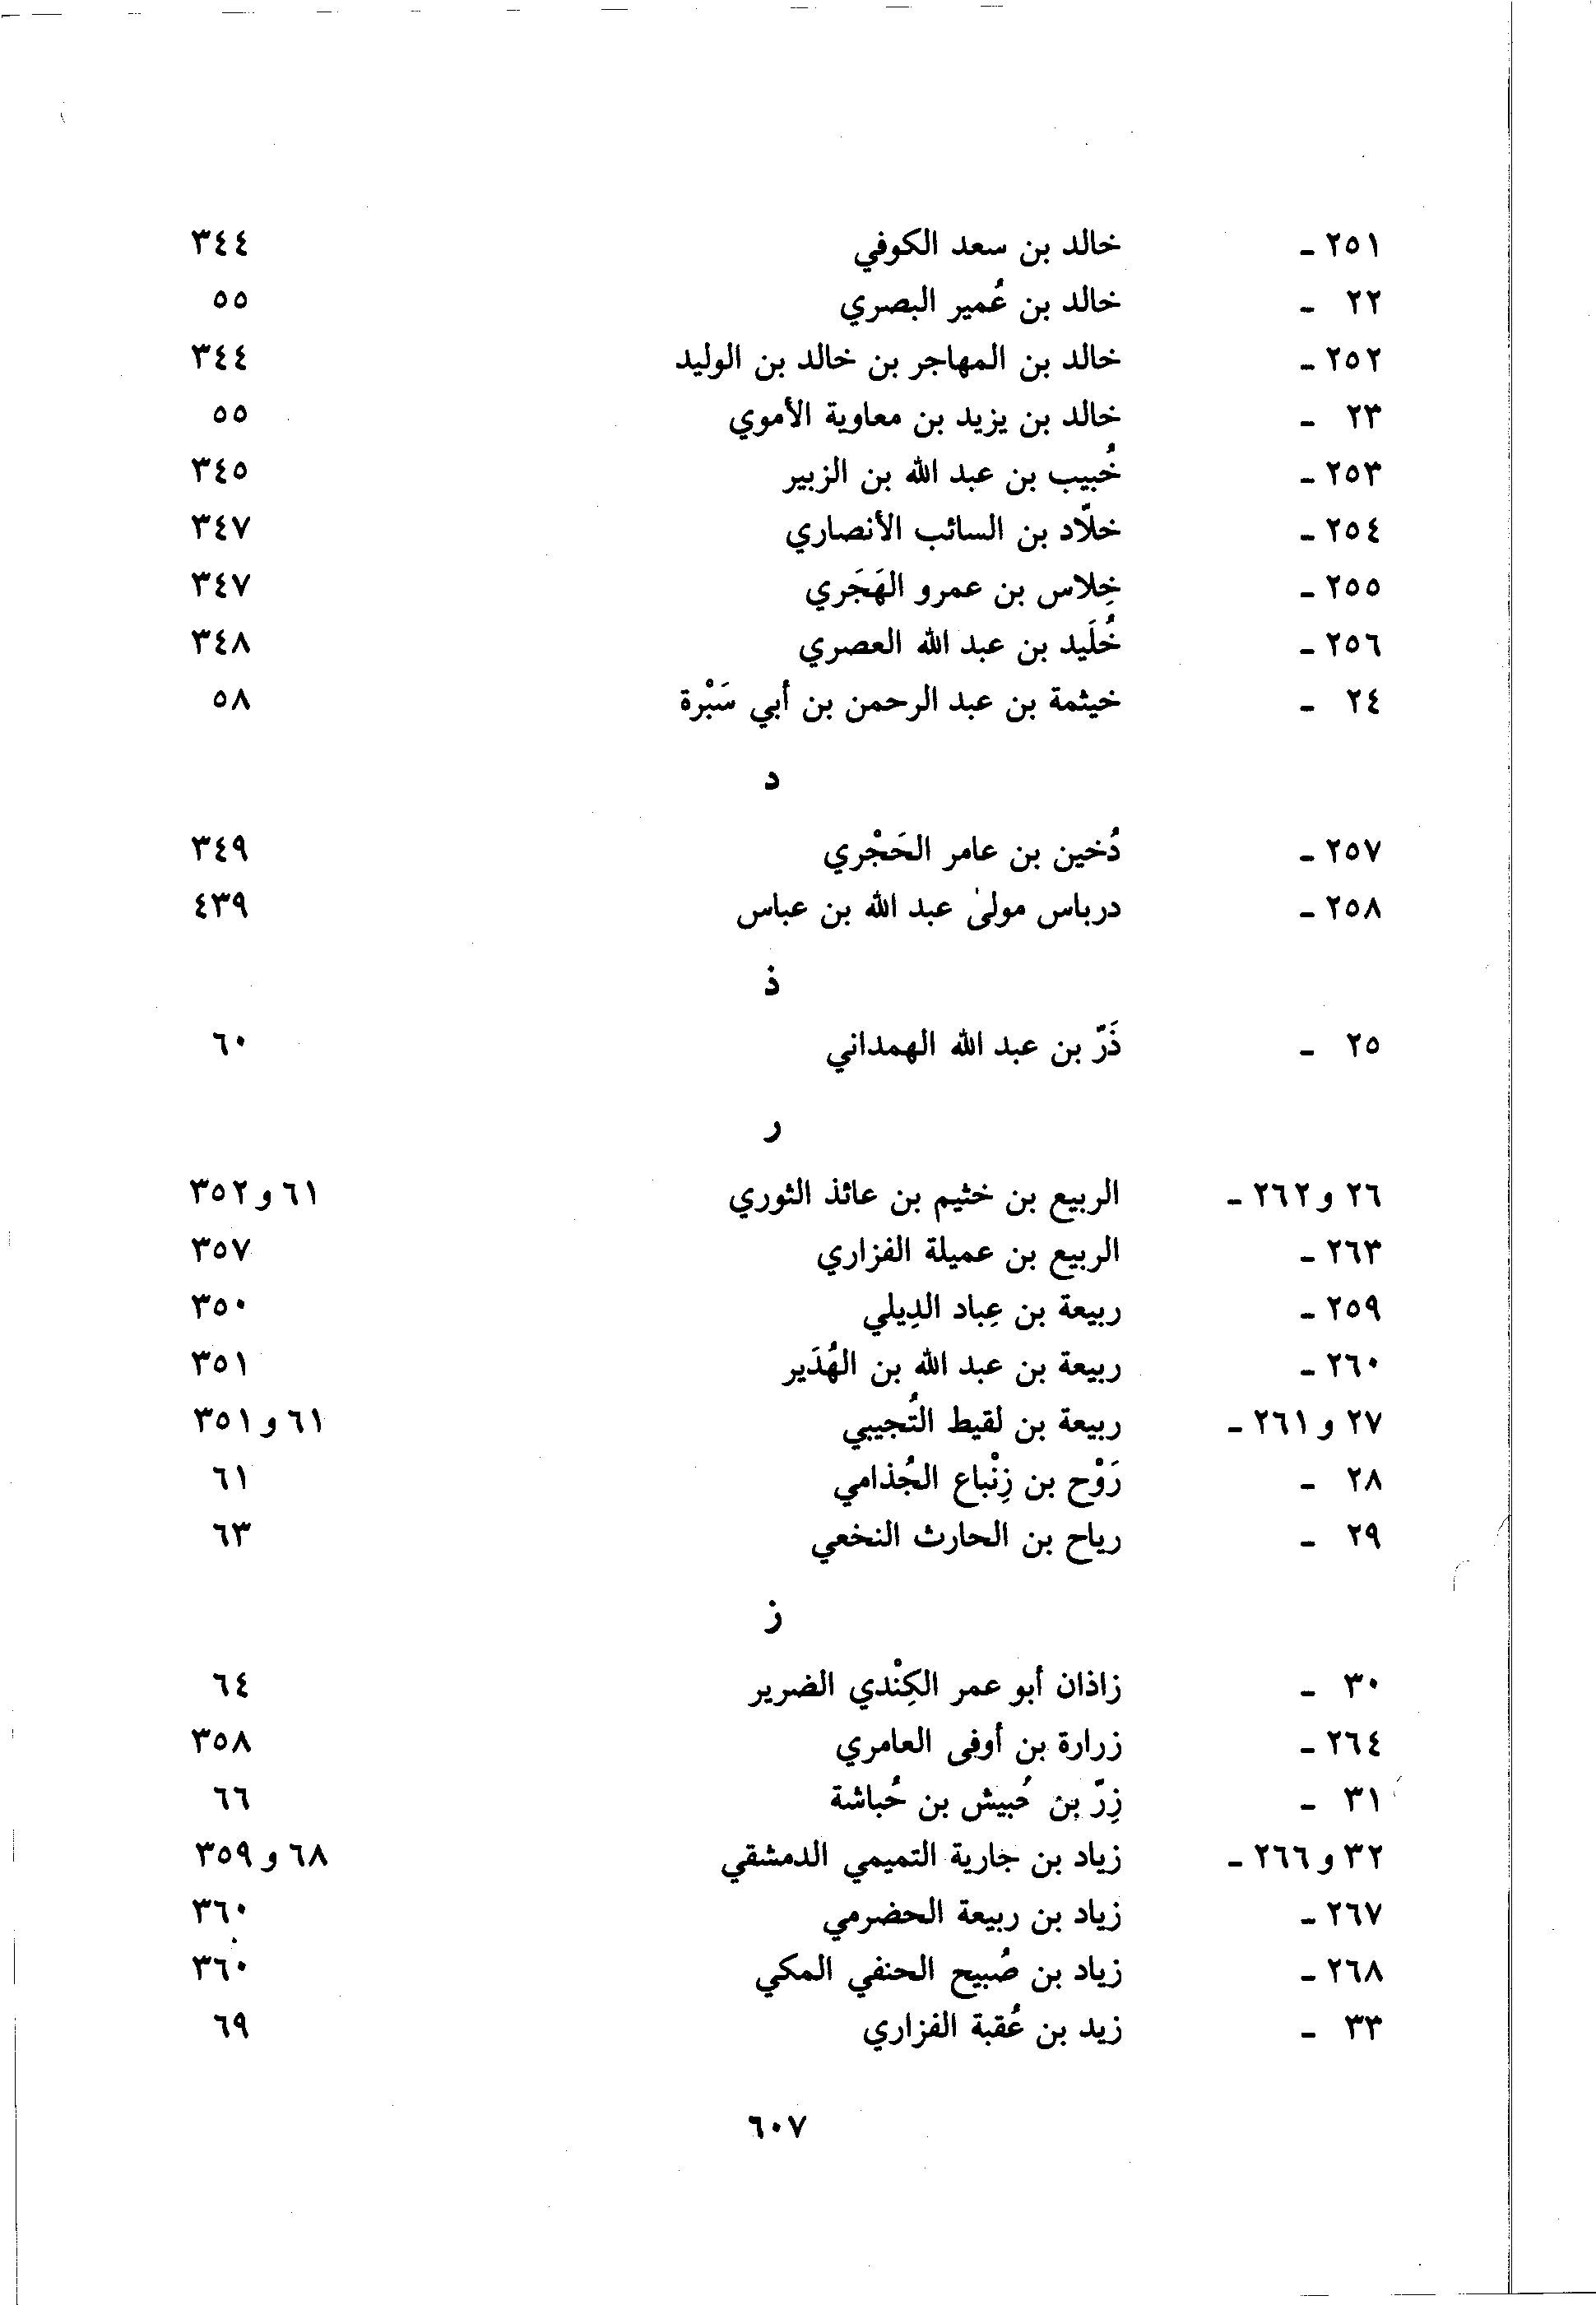 ٢٥١ - خالد بن سعد الكوفي ٣٤٤
٢٢ - خالد بن عُمير البصري ٥٥
٢٥٢ - خالد بن المهاجر بن خالد بن الوليد ٣٤٤
٢٣ - خالد بن يزيد بن معاوية الأموي ٥٥
٢٥٣ - خُبيب بن عبد الله بن الزبير ٣٤٥
٢٥٤ - خلاّد بن السائب الأنصاري ٣٤٧
٢٥٥ - خِلاس بن عمرو الهَجَري ٣٤٧
٢٥٦ - خُلَيد بن عبد الله العصري ٣٤٨
٢٤ - خيثمة بن عبد الرحمن بن أبي سَبْرة ٥٨
د
٢٥٧ - دُخين بن عامر الحَجْري ٣٤٩
٢٥٨ - درباس مولىٰ عبد الله بن عباس ٤٣٩
ذ
٢٥ - ذَرّ بن عبد الله الهمداني ٦٠
ر
٢٦ و ٢٦٢ - الربيع بن خثيم بن عائذ الثوري ٦١ و ٣٥٢
٢٦٣ - الربيع بن عميلة الفزاري ٣٥٧
٢٥٩ - ربيعة بن عِباد الدِيلي ٣٥٠
٢٦٠ - ربيعة بن عبد الله بن الهُدَير ٣٥١
٢٧ و ٢٦١ - ربيعة بن لقيط التُجيبي ٦١ و ٣٥١
٢٨ - رَوْح بن زِنْباع الجُذامي ٦١
٢٩ - رياح بن الحارث النخعي ٦٣
ز
٣٠ - زاذان أبو عمر الكِنْدي الضرير ٦٤
٢٦٤ - زرارة بن أوفى العامري ٣٥٨
٣١ - زِرّ بن حُبيش بن حُباشة ٦٦
٣٢ و ٢٦٦ - زياد بن جارية التميمي الدمشقي ٦٨ و ٣٥٩
٢٦٧ - زياد بن ربيعة الحضرمي ٣٦٠
٢٦٨ - زياد بن صُبيح الحنفي المكي ٣٦٠
٣٣ - زيد بن عُقبة الفزاري ٦٩
٦٠٧